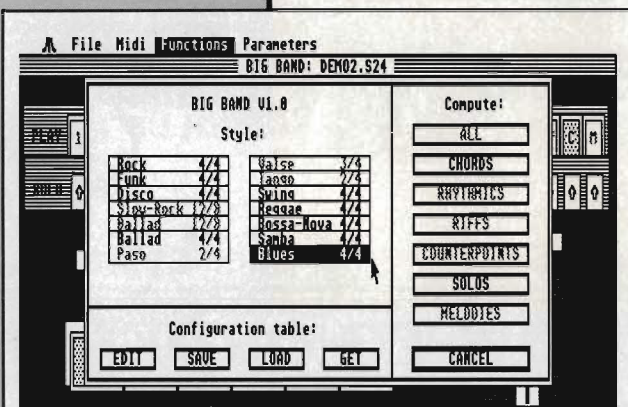 File Midi Functions Parameters
BIG BAND: DEMO2.S24
BIG BAND V1.0
Style:
Rock 4/4
Funk 4/4
Disco 4/4
Slow-Rock 12/8
Ballad 12/8
Ballad 4/4
Paso 2/4
Valse 3/4
Tango 2/4
Swing 4/4
Reggae 4/4
Bossa-Nova 4/4
Samba 4/4
Blues 4/4
Configuration table:
EDIT SAVE LOAD GET
Compute:
ALL
CHORDS
RHYTHMICS
RIFFS
COUNTERPOINTS
SOLOS
MELODIES
CANCEL
PLAY 1
C M